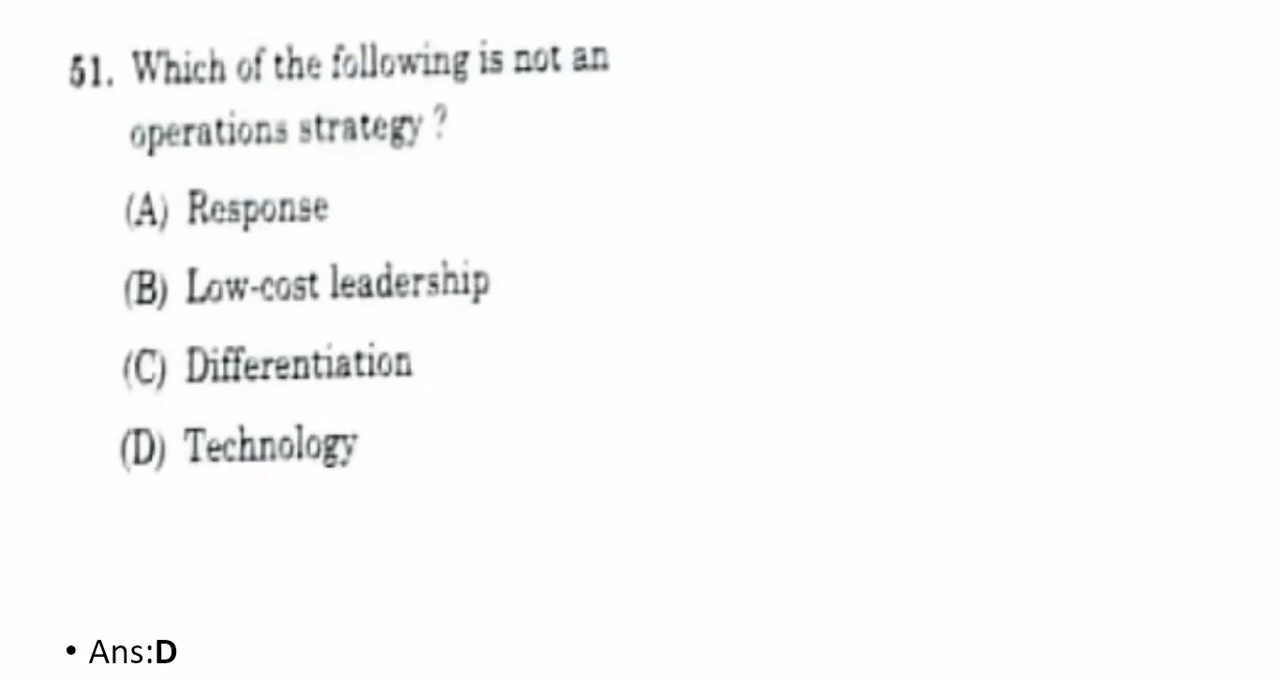 51. Which of the following is not an
operations strategy ?
(A) Response
(B) Low-cost leadership
(C) Differentiation
(D) Technology
• Ans:D